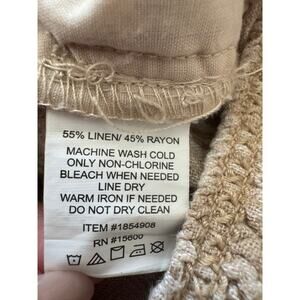 55% LINEN/ 45% RAYON
MACHINE WASH COLD
ONLY NON-CHLORINE
BLEACH WHEN NEEDED
LINE DRY
WARM IRON IF NEEDED
DO NOT DRY CLEAN
ITEM #1854908
RN #15600